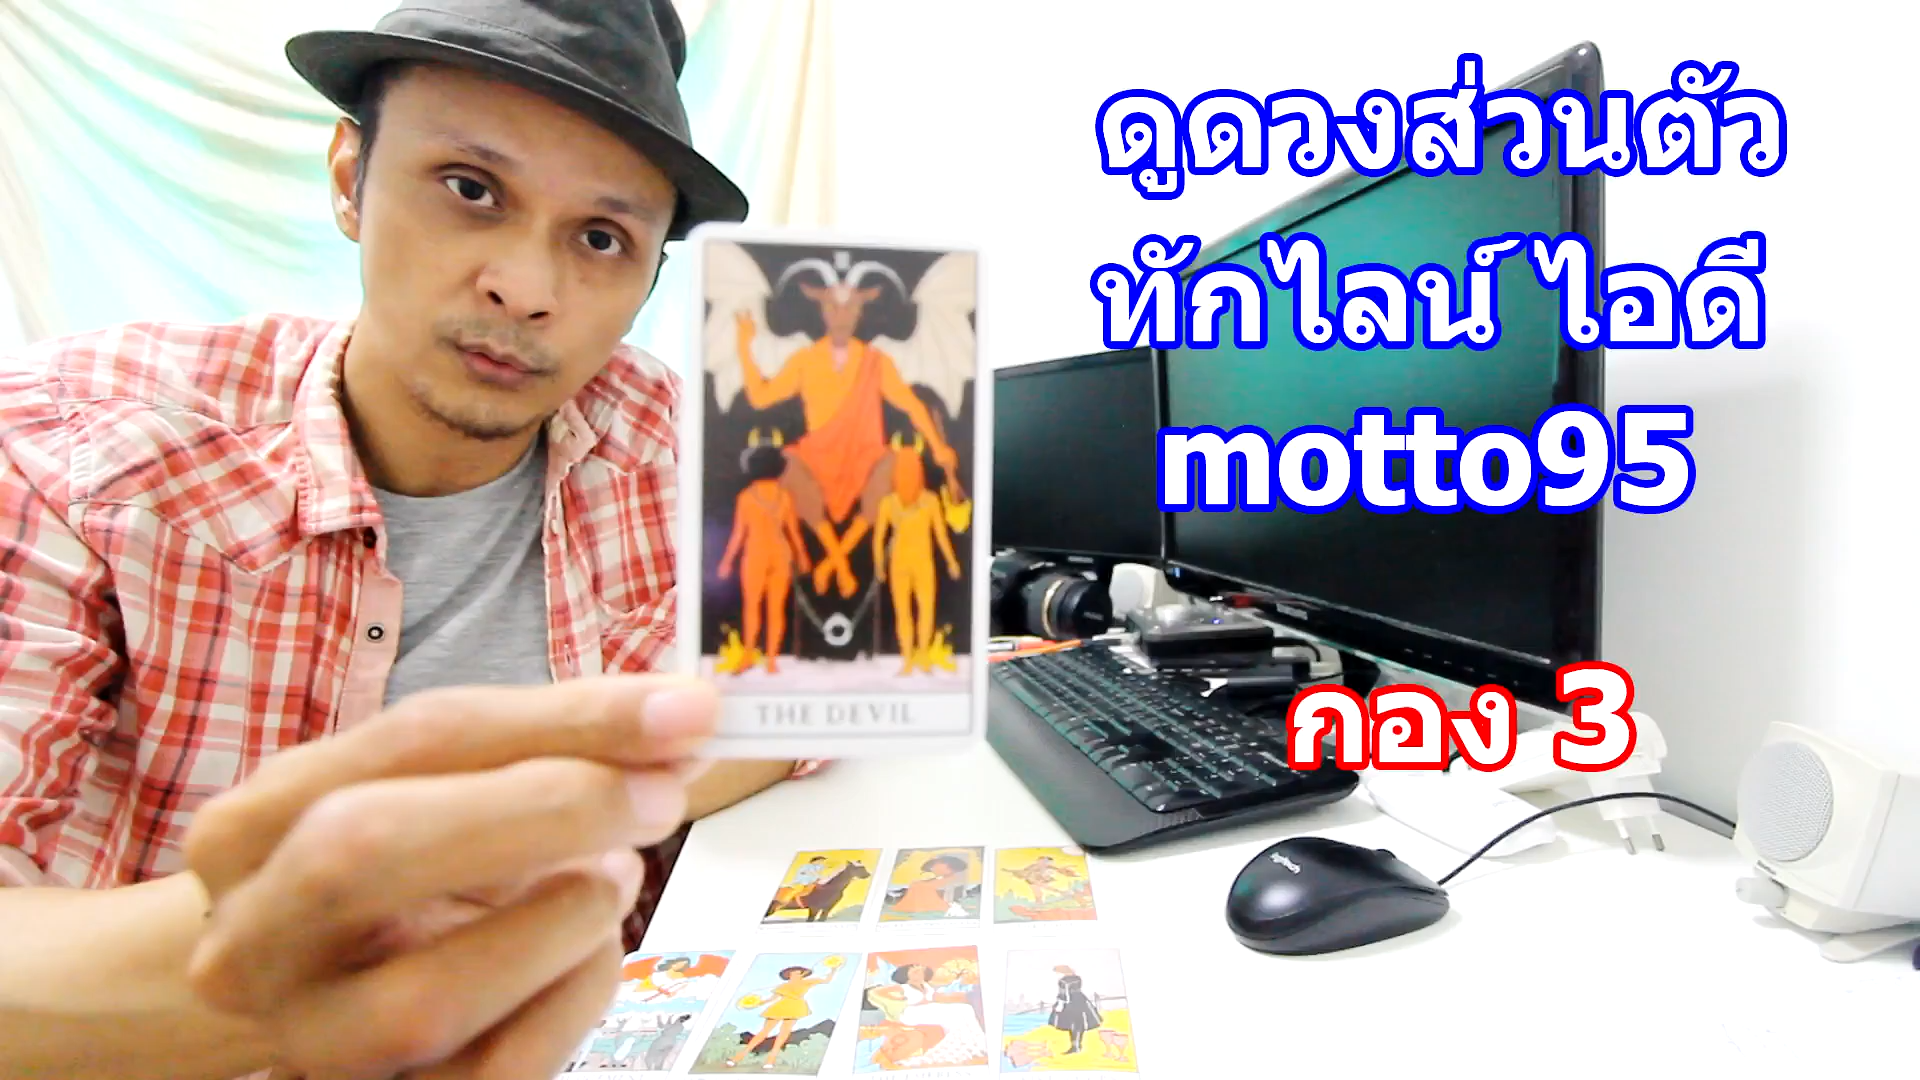 ดูดวงส่วนตัว
ทักไลน์ ไอดี
motto95
กอง 3
THE DEVIL
logitech